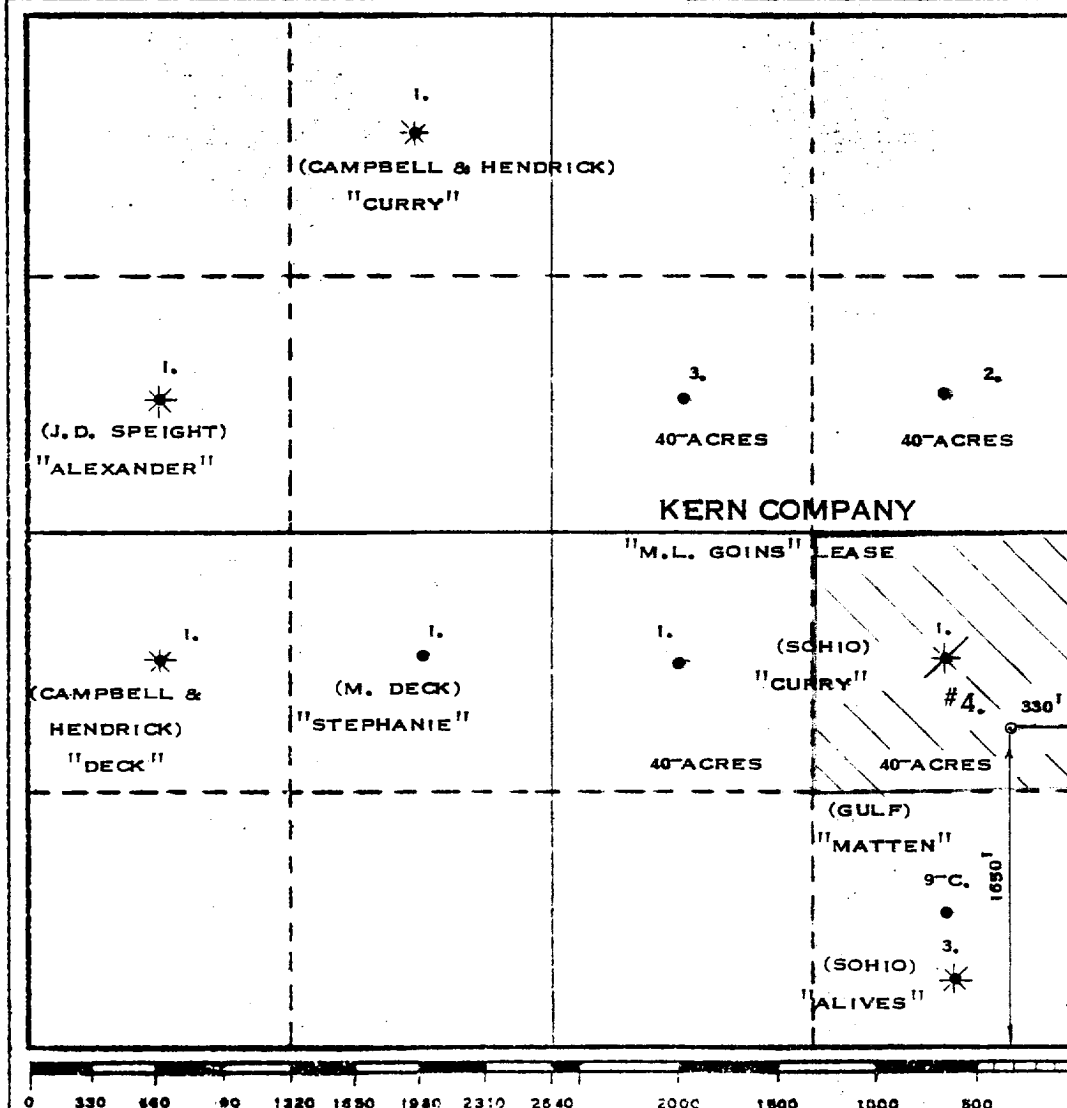 1.
(CAMPBELL & HENDRICK)
"CURRY"
1.
(J.D. SPEIGHT)
"ALEXANDER"
3.
40-ACRES
2.
40-ACRES
KERN COMPANY
"M.L. GOINS" LEASE
1.
(CAMPBELL &
HENDRICK)
"DECK"
1.
(M. DECK)
"STEPHANIE"
1.
40-ACRES
(SOHIO)
"CURRY"
1.
#4.
330'
40-ACRES
(GULF)
"MATTEN"
9-C.
1650'
3.
(SOHIO)
"ALIVES"
0 330 660 90 1320 1650 1980 2310 2640 2000 1500 1000 500